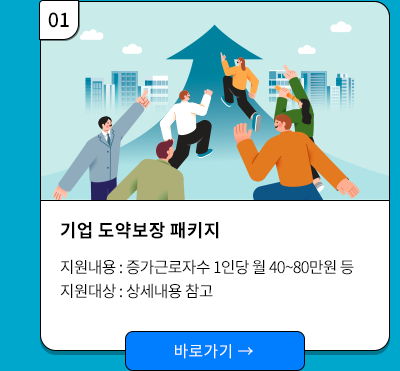 01
기업 도약보장 패키지
지원내용 : 증가근로자수 1인당 월 40~80만원 등
지원대상 : 상세내용 참고
바로가기 →